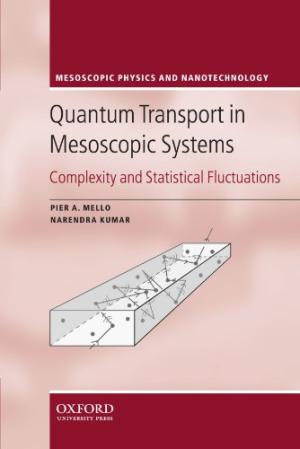 MESOSCOPIC PHYSICS AND NANOTECHNOLOGY
Quantum Transport in
Mesoscopic Systems
Complexity and Statistical Fluctuations
PIER A. MELLO
NARENDRA KUMAR
OXFORD
UNIVERSITY PRESS